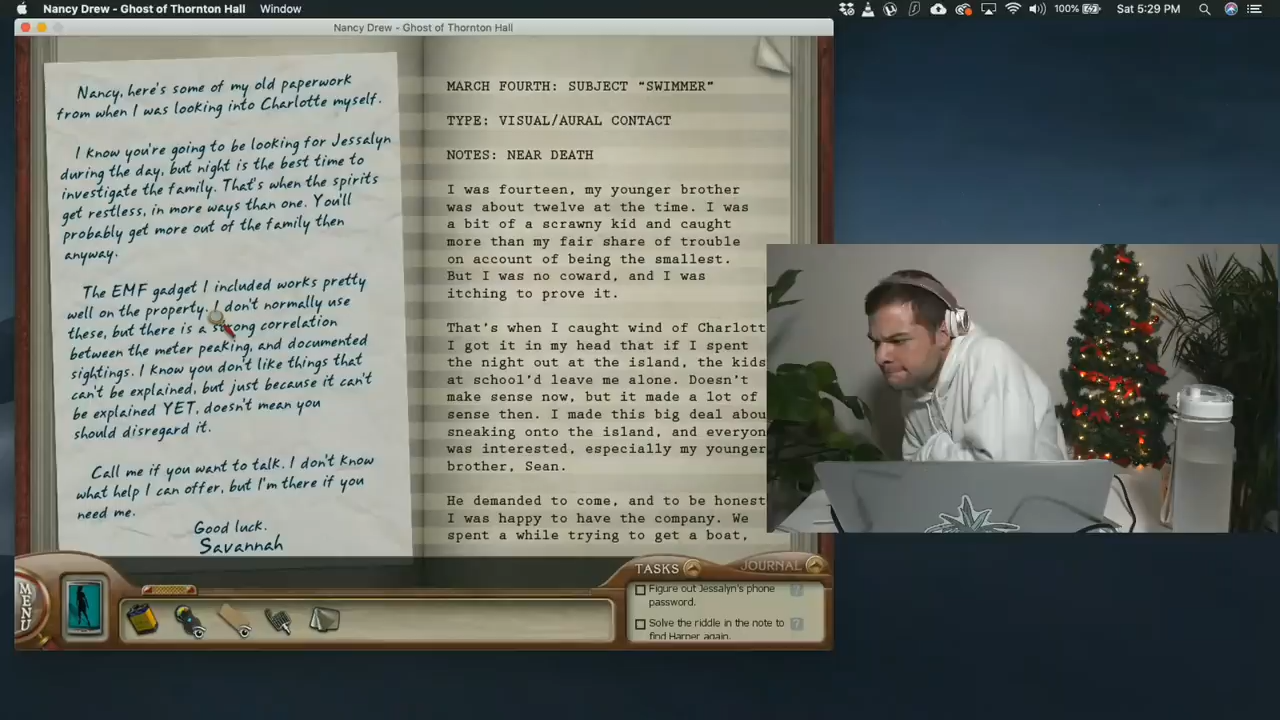 Nancy Drew - Ghost of Thornton Hall
Window
100%
Sat 5:29 PM
Nancy Drew - Ghost of Thornton Hall
Nancy, here's some of my old paperwork
from when I was looking into Charlotte myself.
I know you're going to be looking for Jessalyn
during the day, but night is the best time to
investigate the family. That's when the spirits
get restless, in more ways than one. You'll
probably get more out of the family then
anyway.
The EMF gadget I included works pretty
well on the property. I don't normally use
these, but there is a strong correlation
between the meter peaking, and documented
sightings. I know you don't like things that
can't be explained, but just because it can't
be explained YET, doesn't mean you
should disregard it.
Call me if you want to talk. I don't know
what help I can offer, but I'm there if you
need me.
Good luck.
Savannah
MARCH FOURTH: SUBJECT "SWIMMER"
TYPE: VISUAL/AURAL CONTACT
NOTES: NEAR DEATH
I was fourteen, my younger brother
was about twelve at the time. I was
a bit of a scrawny kid and caught
more than my fair share of trouble
on account of being the smallest.
But I was no coward, and I was
itching to prove it.
That's when I caught wind of Charlott
I got it in my head that if I spent
the night out at the island, the kids
at school'd leave me alone. Doesn't
make sense now, but it made a lot of
sense then. I made this big deal abou
sneaking onto the island, and everyon
was interested, especially my younger
brother, Sean.
He demanded to come, and to be honest
I was happy to have the company. We
spent a while trying to get a boat,
MENU
TASKS
JOURNAL
Figure out Jessalyn's phone
password.
?
Solve the riddle in the note to
find Harper again.
?